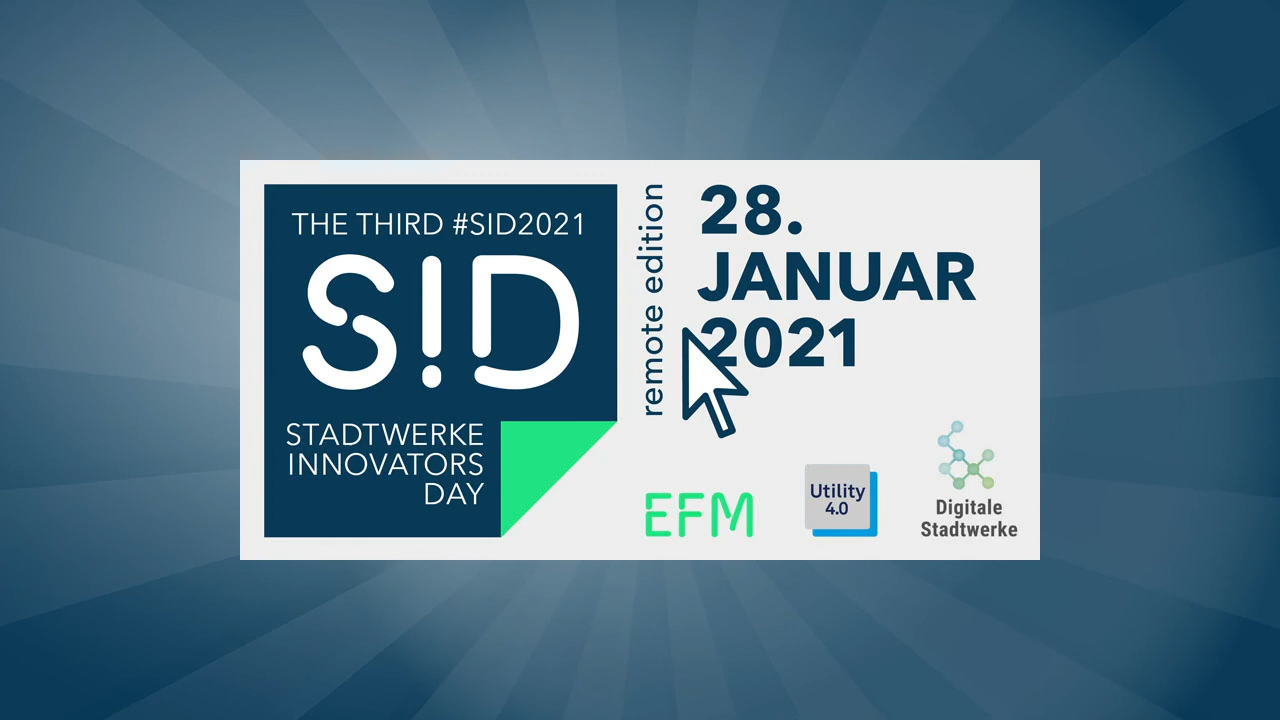 THE THIRD #SID2021
S!D
STADTWERKE
INNOVATORS
DAY
remote edition
28.
JANUAR
2021
EFM
Utility
4.0
Digitale
Stadtwerke